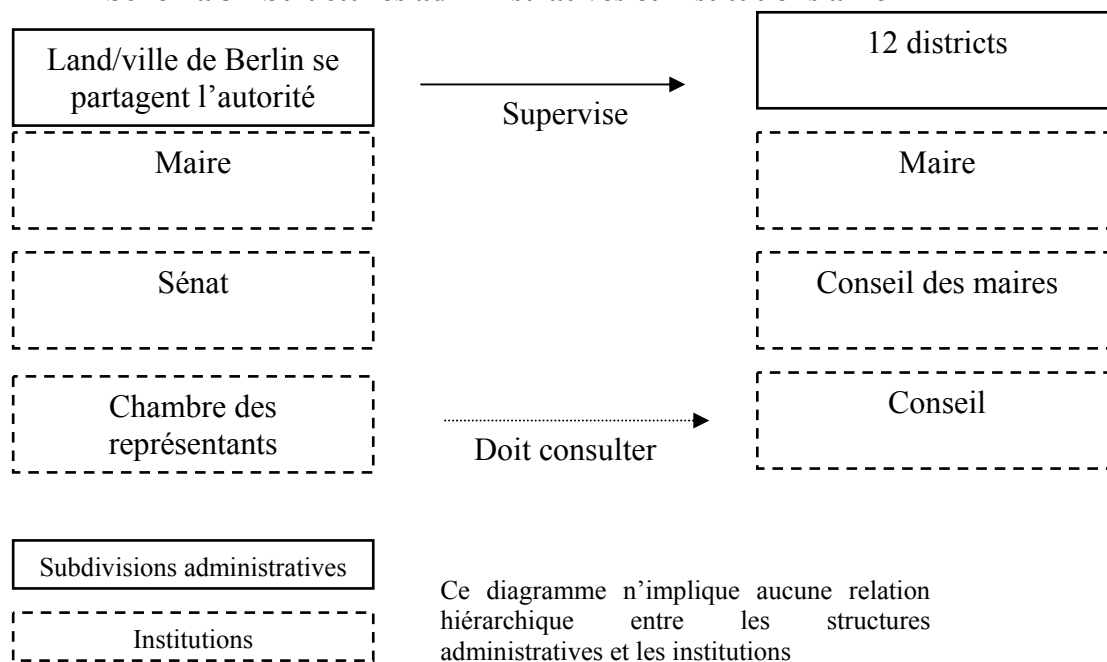 Land/ville de Berlin se
partagent l’autorité
Supervise
12 districts
Maire
Maire
Sénat
Conseil des maires
Chambre des
représentants
Doit consulter
Conseil
Subdivisions administratives
Institutions
Ce diagramme n’implique aucune relation
hiérarchique entre les structures
administratives et les institutions